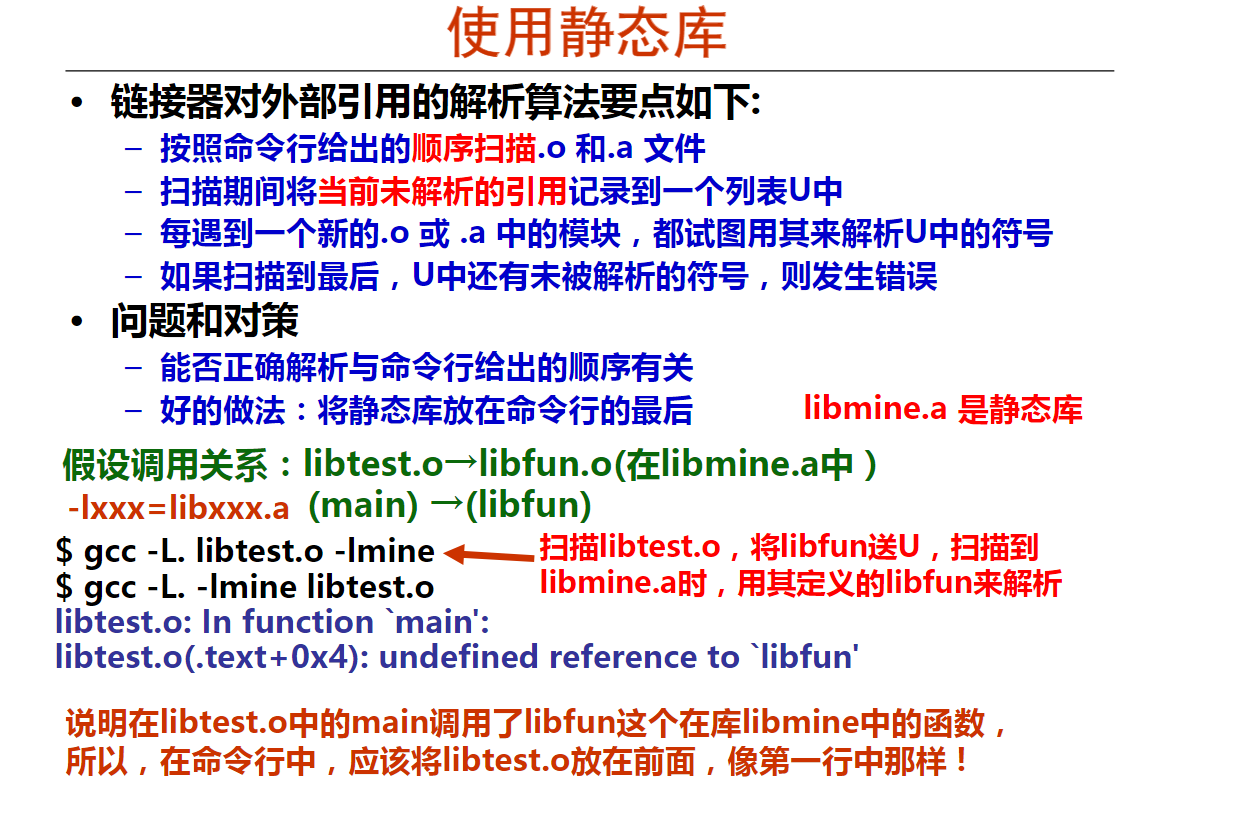 使用静态库
• 链接器对外部引用的解析算法要点如下:
– 按照命令行给出的顺序扫描.o 和.a 文件
– 扫描期间将当前未解析的引用记录到一个列表U中
– 每遇到一个新的.o 或 .a 中的模块，都试图用其来解析U中的符号
– 如果扫描到最后，U中还有未被解析的符号，则发生错误
• 问题和对策
– 能否正确解析与命令行给出的顺序有关
– 好的做法：将静态库放在命令行的最后
libmine.a 是静态库
假设调用关系：libtest.o→libfun.o(在libmine.a中）
-lxxx=libxxx.a (main) →(libfun)
$ gcc -L. libtest.o -lmine
扫描libtest.o，将libfun送U，扫描到
libmine.a时，用其定义的libfun来解析
$ gcc -L. -lmine libtest.o
libtest.o: In function `main':
libtest.o(.text+0x4): undefined reference to `libfun'
说明在libtest.o中的main调用了libfun这个在库libmine中的函数，
所以，在命令行中，应该将libtest.o放在前面，像第一行中那样！